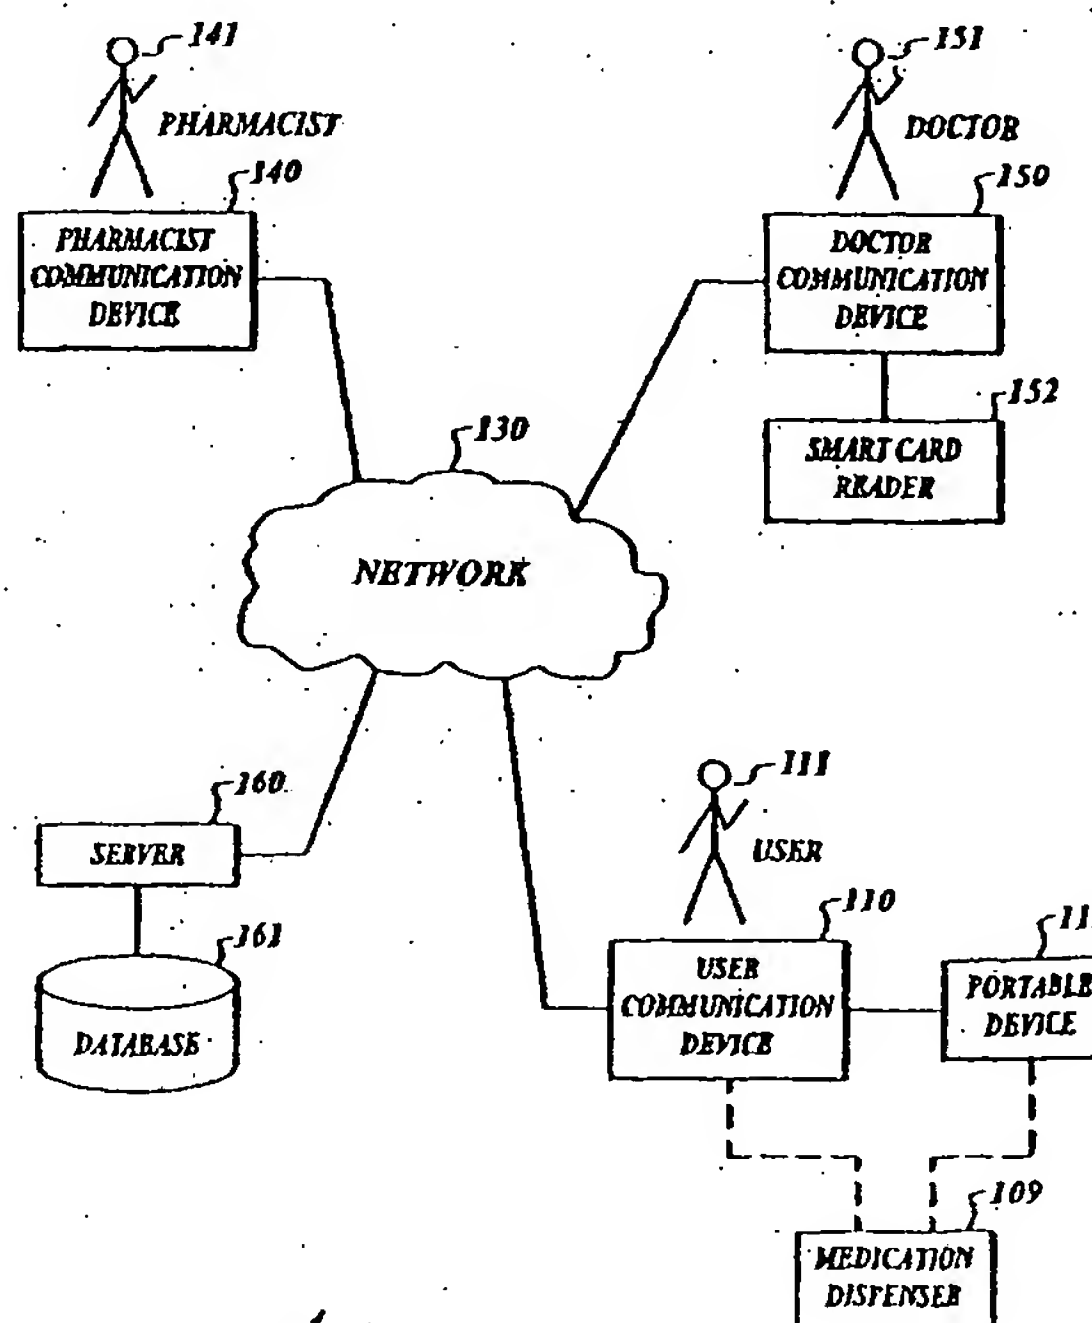 141
PHARMACIST
140
PHARMACIST
COMMUNICATION
DEVICE
151
DOCTOR
150
DOCTOR
COMMUNICATION
DEVICE
152
SMART CARD
READER
130
NETWORK
160
SERVER
161
DATABASE
111
USER
110
USER
COMMUNICATION
DEVICE
PORTABLE
DEVICE
109
MEDICATION
DISPENSER